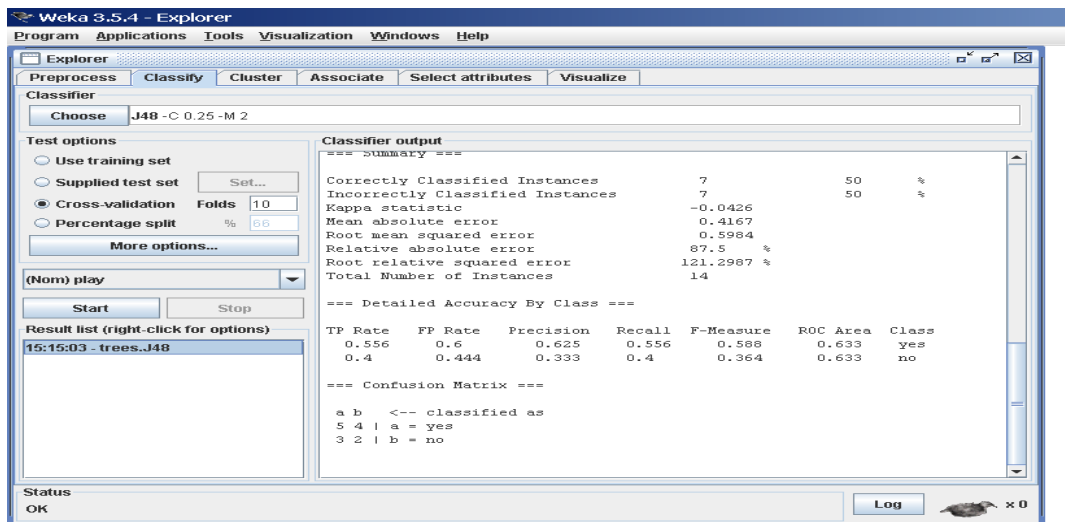 Weka 3.5.4 - Explorer
Program Applications Tools Visualization Windows Help
Explorer
Preprocess Classify Cluster Associate Select attributes Visualize
Classifier
Choose J48 -C 0.25 -M 2
Test options
Use training set
Supplied test set Set...
Cross-validation Folds 10
Percentage split % 66
More options...
(Nom) play
Start Stop
Result list (right-click for options)
15:15:03 - trees.J48
Classifier output
=== Summary ===
Correctly Classified Instances 7 50 %
Incorrectly Classified Instances 7 50 %
Kappa statistic -0.0426
Mean absolute error 0.4167
Root mean squared error 0.5984
Relative absolute error 87.5 %
Root relative squared error 121.2987 %
Total Number of Instances 14
=== Detailed Accuracy By Class ===
TP Rate FP Rate Precision Recall F-Measure ROC Area Class
0.556 0.6 0.625 0.556 0.588 0.633 yes
0.4 0.444 0.333 0.4 0.364 0.633 no
=== Confusion Matrix ===
a b <-- classified as
5 4 | a = yes
3 2 | b = no
Status
OK
Log x 0